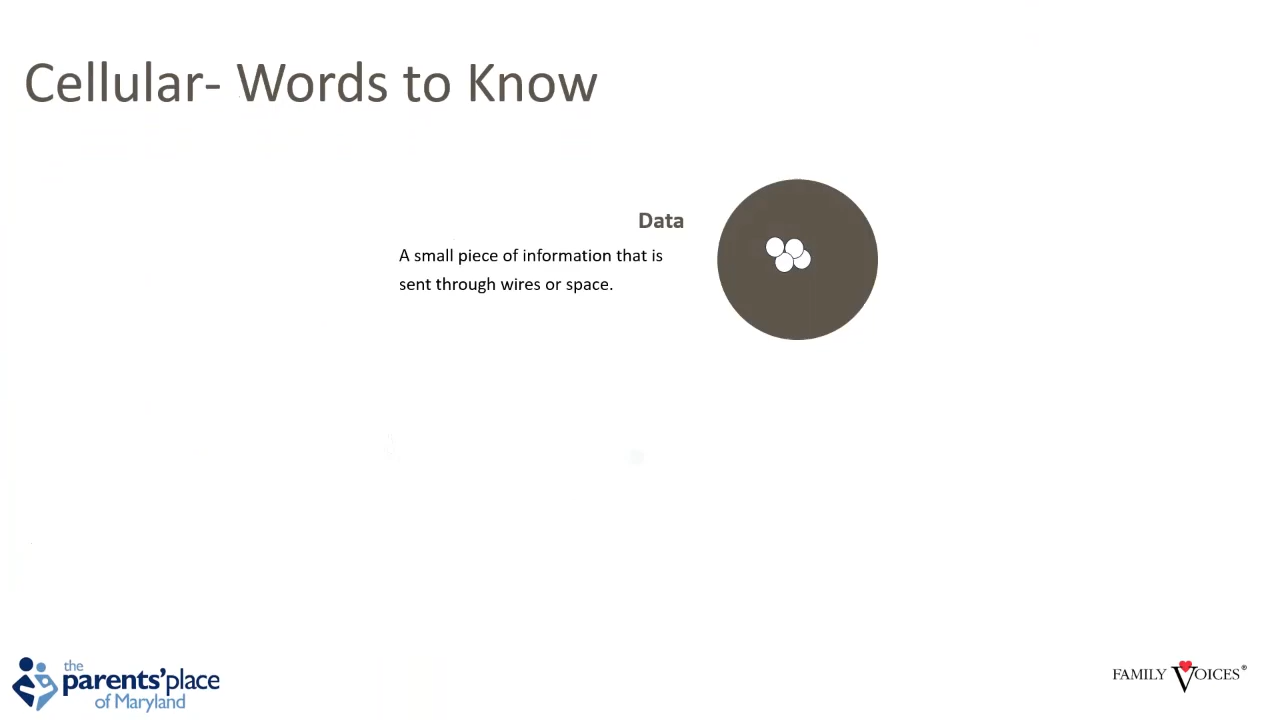 Cellular- Words to Know
Data
A small piece of information that is
sent through wires or space.
the
parents'place
of Maryland
FAMILY VOICES®